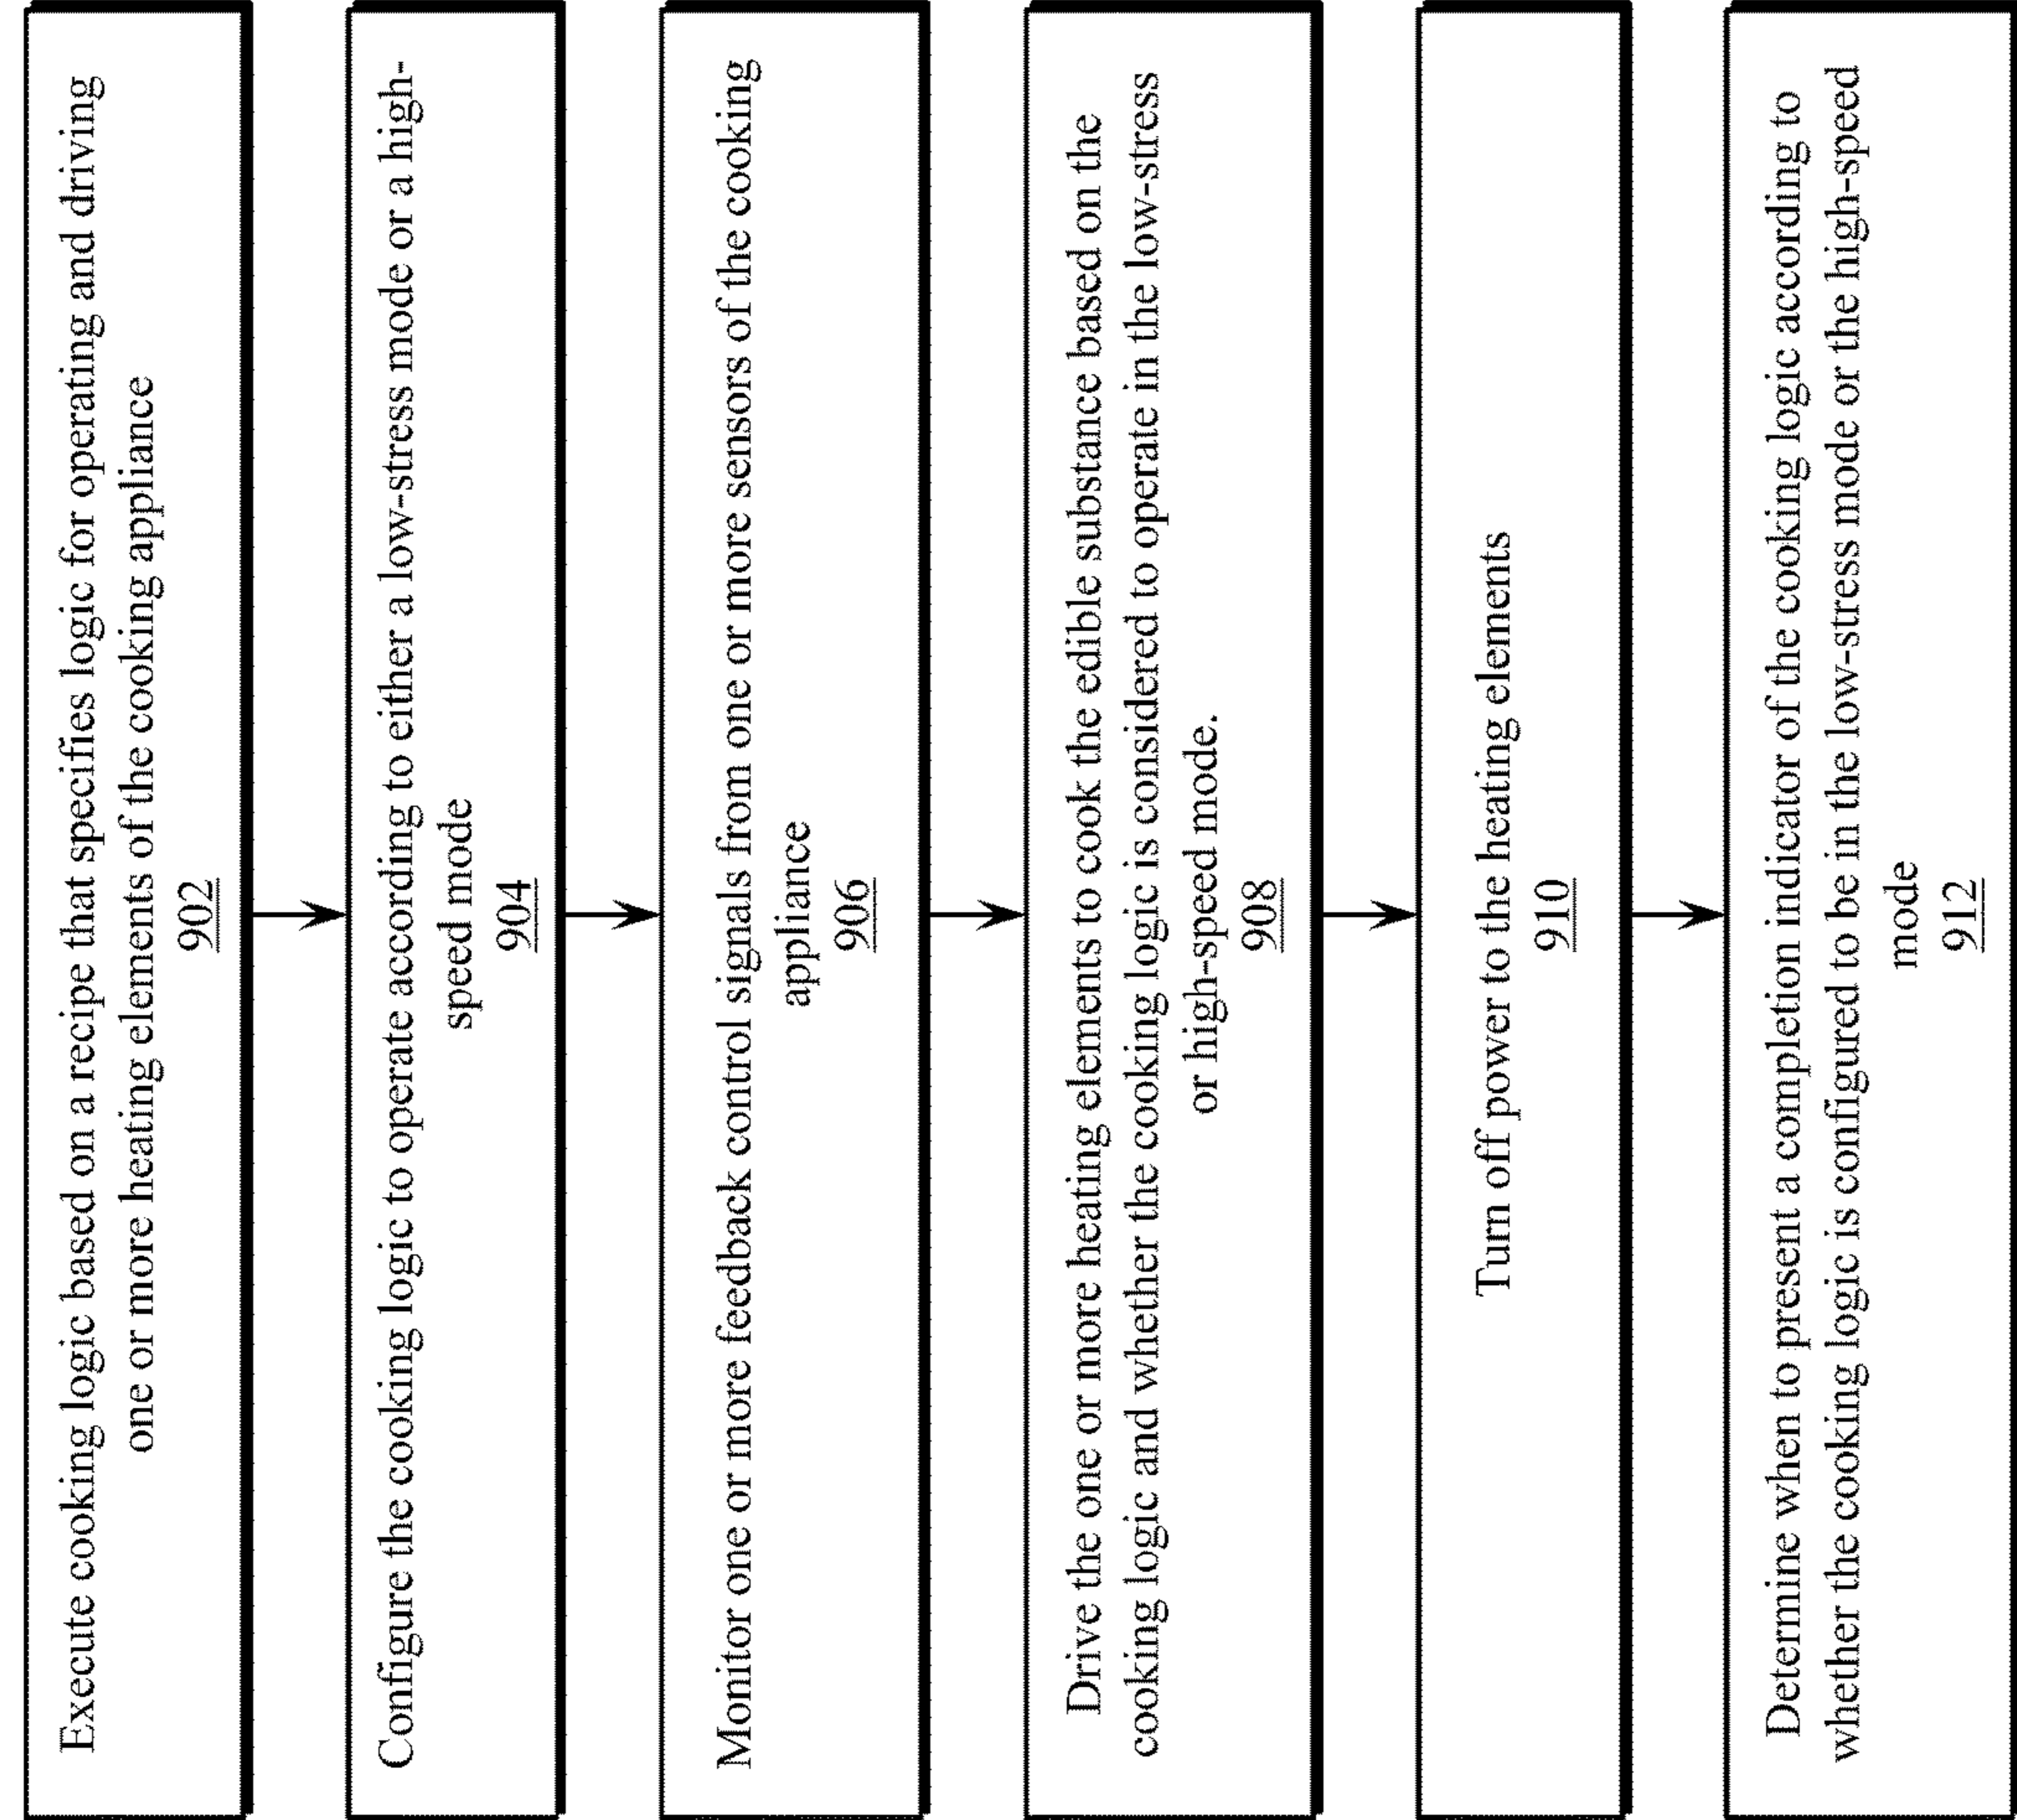 Execute cooking logic based on a recipe that specifies logic for operating and driving
one or more heating elements of the cooking appliance
902
Configure the cooking logic to operate according to either a low-stress mode or a high-
speed mode
904
Monitor one or more feedback control signals from one or more sensors of the cooking
appliance
906
Drive the one or more heating elements to cook the edible substance based on the
cooking logic and whether the cooking logic is considered to operate in the low-stress
or high-speed mode.
908
Turn off power to the heating elements
910
Determine when to present a completion indicator of the cooking logic according to
whether the cooking logic is configured to be in the low-stress mode or the high-speed
mode
912